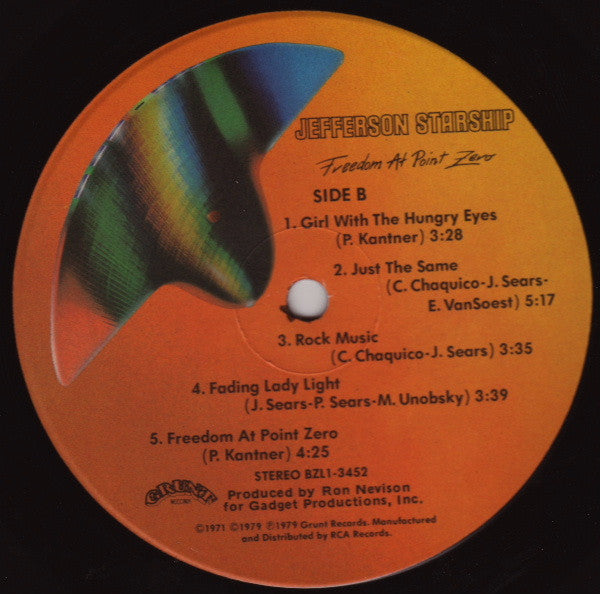 JEFFERSON STARSHIP
Freedom At Point Zero
SIDE B
1. Girl With The Hungry Eyes
(P. Kantner) 3:28
2. Just The Same
(C. Chaquico-J. Sears-
E. VanSoest) 5:17
3. Rock Music
(C. Chaquico-J. Sears) 3:35
4. Fading Lady Light
(J. Sears-P. Sears-M. Unobsky) 3:39
5. Freedom At Point Zero
(P. Kantner) 4:25
STEREO BZL1-3452
GRUNT
RECORDS
Produced by Ron Nevison
for Gadget Productions, Inc.
©1971 ©1979 ℗1979 Grunt Records. Manufactured
and Distributed by RCA Records.